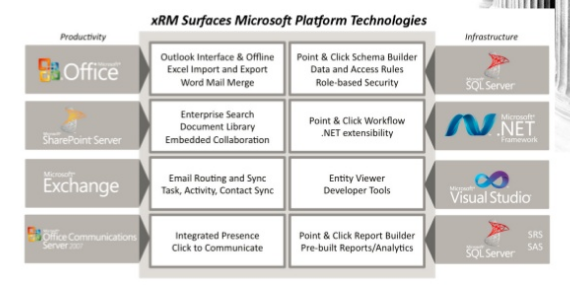 xRM Surfaces Microsoft Platform Technologies
Productivity
Infrastructure
Office
Outlook Interface & Offline
Excel Import and Export
Word Mail Merge
Point & Click Schema Builder
Data and Access Rules
Role-based Security
Microsoft
SQL Server
SharePoint Server
Enterprise Search
Document Library
Embedded Collaboration
Point & Click Workflow
.NET extensibility
Microsoft
.NET
Framework
Microsoft
Exchange
Email Routing and Sync
Task, Activity, Contact Sync
Entity Viewer
Developer Tools
Microsoft
Visual Studio
Office Communications
Server 2007
Integrated Presence
Click to Communicate
Point & Click Report Builder
Pre-built Reports/Analytics
Microsoft
SQL Server
SRS
SAS